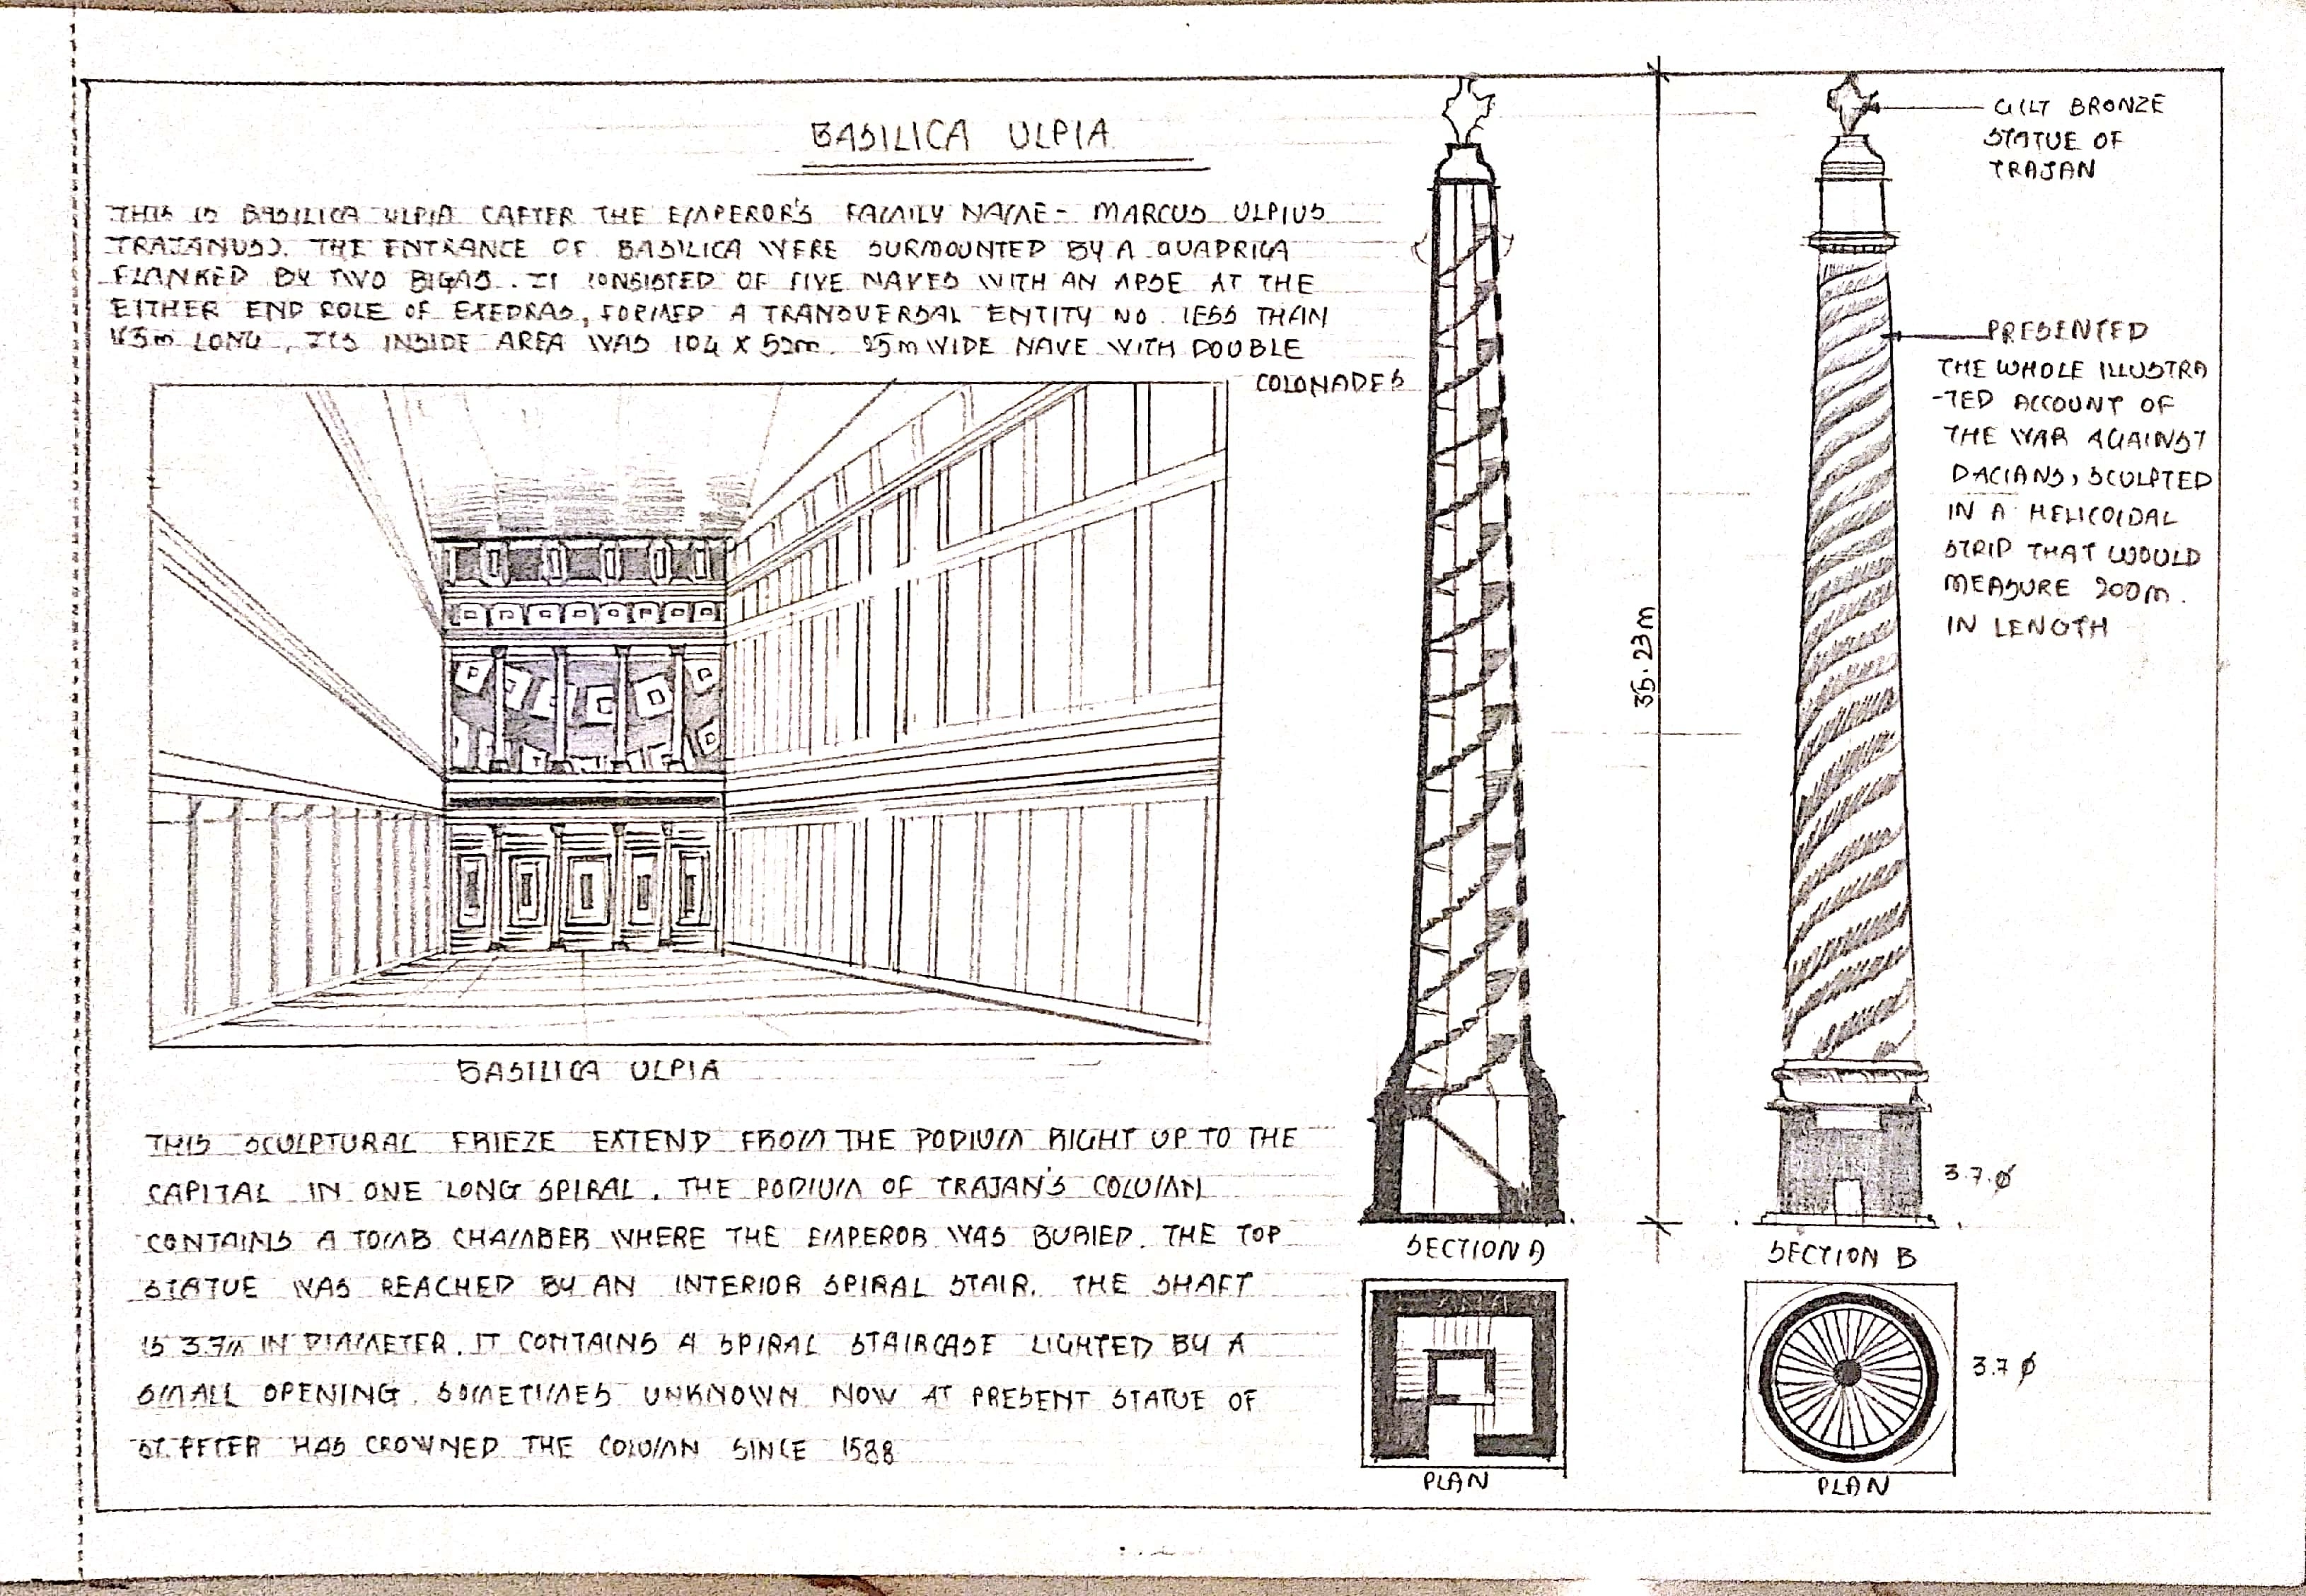 BASILICA ULPIA
THIS IS BASILICA ULPIA (AFTER THE EMPEROR'S FAMILY NAME - MARCUS ULPIUS
TRAJANUS). THE ENTRANCE OF BASILICA WERE SURMOUNTED BY A QUADRIGA
FLANKED BY TWO BIGAS. IT CONSISTED OF FIVE NAVES WITH AN APSE AT THE
EITHER END ROLE OF EXEDRAS, FORMED A TRANSVERSAL ENTITY NO LESS THAN
LONG, ITS INSIDE AREA WAS 104 X 52m. 25m WIDE NAVE WITH DOUBLE
COLONADES
BASILICA ULPIA
THIS SCULPTURAL FRIEZE EXTEND FROM THE PODIUM RIGHT UP TO THE
CAPITAL IN ONE LONG SPIRAL. THE PODIUM OF TRAJAN'S COLUMN
CONTAINS A TOMB CHAMBER WHERE THE EMPEROR WAS BURIED. THE TOP
STATUE WAS REACHED BY AN INTERIOR SPIRAL STAIR. THE SHAFT
IS 3.7m IN DIAMETER. IT CONTAINS A SPIRAL STAIRCASE LIGHTED BY A
SMALL OPENING. SOMETIMES UNKNOWN NOW AT PRESENT STATUE OF
ST. PETER HAS CROWNED THE COLUMN SINCE 1588
35.23m
GILT BRONZE
STATUE OF
TRAJAN
PRESENTED
THE WHOLE ILLUSTRA
-TED ACCOUNT OF
THE WAR AGAINST
DACIANS, SCULPTED
IN A HELICOIDAL
STRIP THAT WOULD
MEASURE 200m.
IN LENGTH
3.7.ø
SECTION A
SECTION B
3.7 ø
PLAN
PLAN